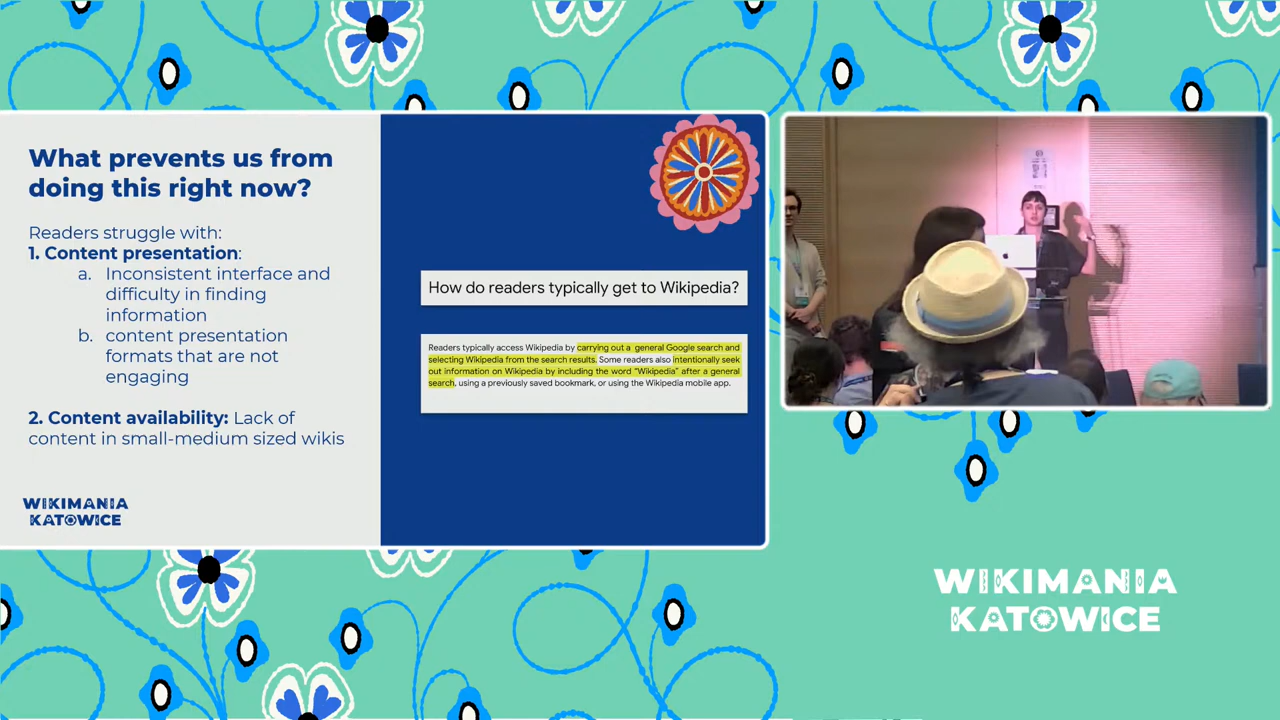 What prevents us from
doing this right now?
Readers struggle with:
1. Content presentation:
a. Inconsistent interface and
difficulty in finding
information
b. content presentation
formats that are not
engaging
2. Content availability: Lack of
content in small-medium sized wikis
WIKIMANIA
KATOWICE
How do readers typically get to Wikipedia?
Readers typically access Wikipedia by carrying out a general Google search and
selecting Wikipedia from the search results. Some readers also intentionally seek
out information on Wikipedia by including the word "Wikipedia" after a general
search, using a previously saved bookmark, or using the Wikipedia mobile app.
WIKIMANIA
KATOWICE